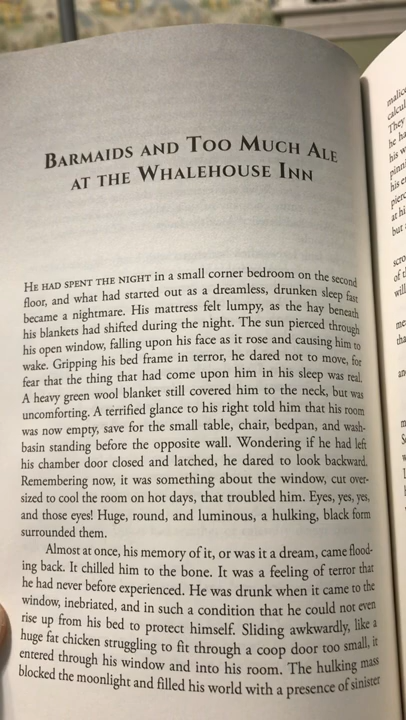 BARMAIDS AND TOO MUCH ALE
AT THE WHALEHOUSE INN
HE HAD SPENT THE NIGHT in a small corner bedroom on the second
floor, and what had started out as a dreamless, drunken sleep fast
became a nightmare. His mattress felt lumpy, as the hay beneath
his blankets had shifted during the night. The sun pierced through
his open window, falling upon his face as it rose and causing him to
wake. Gripping his bed frame in terror, he dared not to move, for
fear that the thing that had come upon him in his sleep was real.
A heavy green wool blanket still covered him to the neck, but was
uncomforting. A terrified glance to his right told him that his room
was now empty, save for the small table, chair, bedpan, and wash-
basin standing before the opposite wall. Wondering if he had left
his chamber door closed and latched, he dared to look backward.
Remembering now, it was something about the window, cut over-
sized to cool the room on hot days, that troubled him. Eyes, yes, yes,
and those eyes! Huge, round, and luminous, a hulking, black form
surrounded them.
Almost at once, his memory of it, or was it a dream, came flood-
ing back. It chilled him to the bone. It was a feeling of terror that
he had never before experienced. He was drunk when it came to the
window, inebriated, and in such a condition that he could not even
rise up from his bed to protect himself. Sliding awkwardly, like a
huge fat chicken struggling to fit through a coop door too small, it
entered through his window and into his room. The hulking mass
blocked the moonlight and filled his world with a presence of sinister